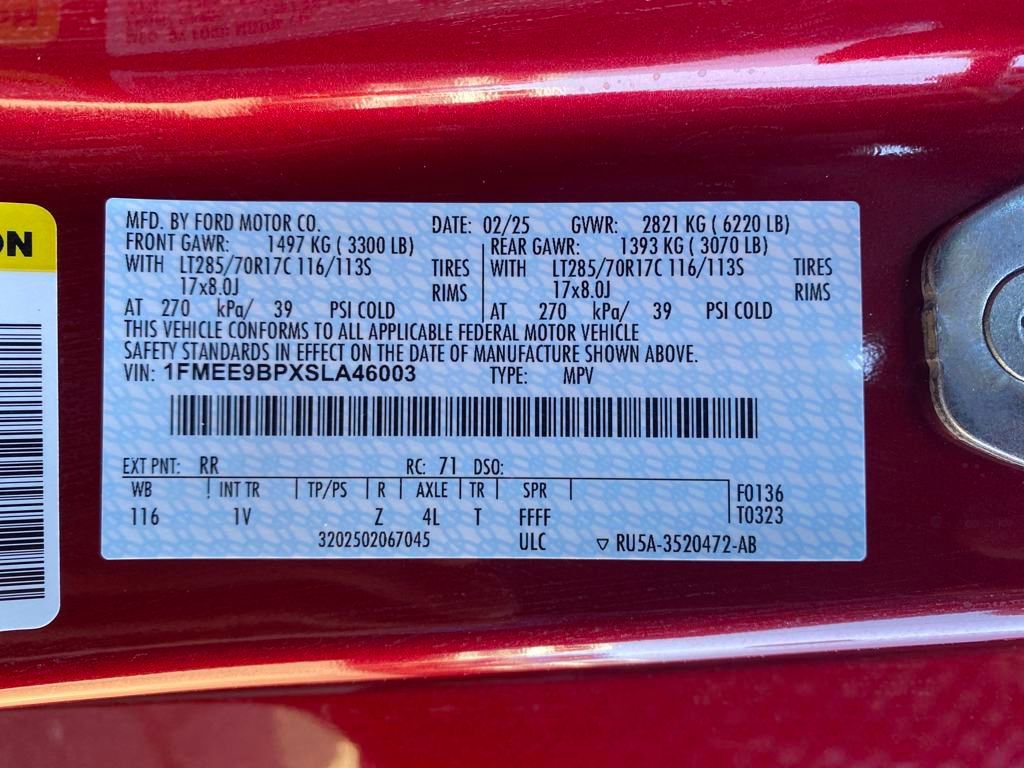 MFD. BY FORD MOTOR CO. DATE: 02/25 GVWR: 2821 KG ( 6220 LB)
FRONT GAWR: 1497 KG ( 3300 LB) REAR GAWR: 1393 KG ( 3070 LB)
WITH LT285/70R17C 116/113S TIRES WITH LT285/70R17C 116/113S TIRES
17x8.0J RIMS 17x8.0J RIMS
AT 270 kPa/ 39 PSI COLD AT 270 kPa/ 39 PSI COLD
THIS VEHICLE CONFORMS TO ALL APPLICABLE FEDERAL MOTOR VEHICLE
SAFETY STANDARDS IN EFFECT ON THE DATE OF MANUFACTURE SHOWN ABOVE.
VIN: 1FMEE9BPXSLA46003 TYPE: MPV
EXT PNT: RR RC: 71 DSO:
WB INT TR TP/PS R AXLE TR SPR F0136
116 1V Z 4L T FFFF T0323
3202502067045 ULC RU5A-3520472-AB